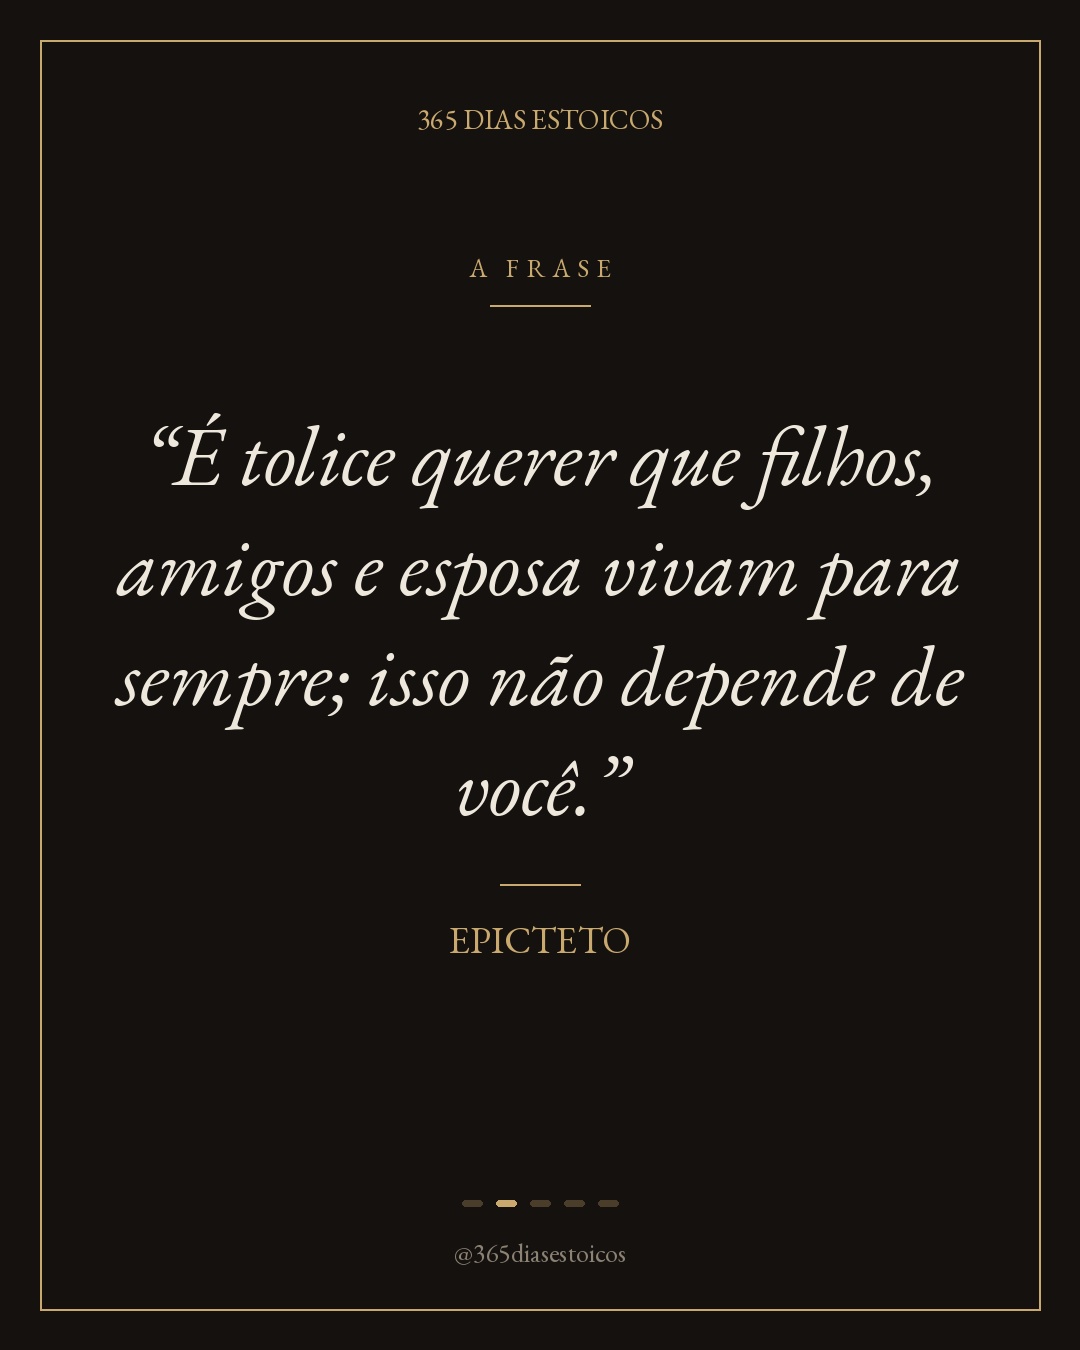 365 DIAS ESTOICOS
A FRASE
“É tolice querer que filhos,
amigos e esposa vivam para
sempre; isso não depende de
você.”
EPICTETO
@365diasestoicos